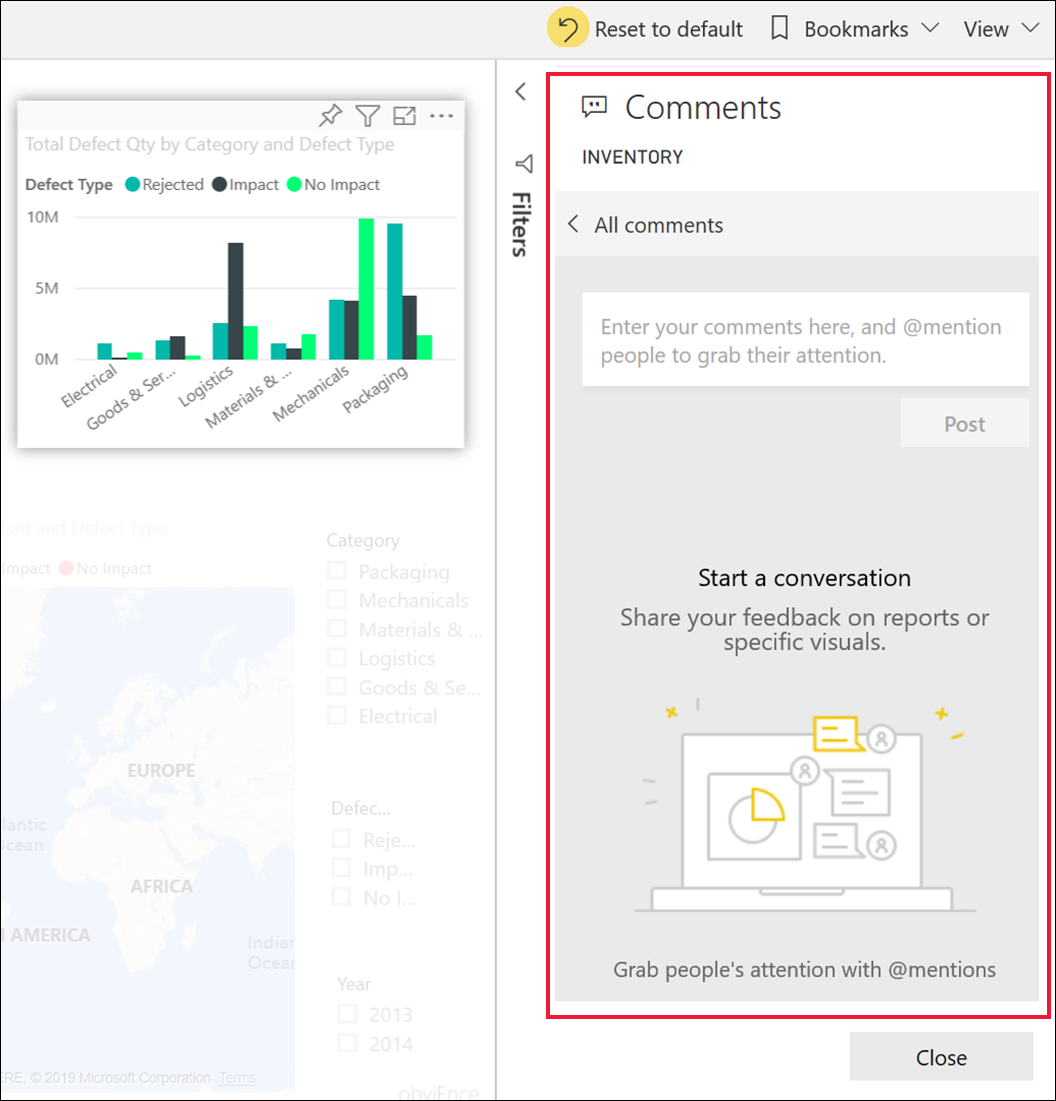 Reset to default
Bookmarks
View
Total Defect Qty by Category and Defect Type
Defect Type Rejected Impact No Impact
10M
5M
0M
Electrical
Goods & Ser...
Logistics
Materials & ...
Mechanicals
Packaging
Filters
Comments
INVENTORY
All comments
Enter your comments here, and @mention
people to grab their attention.
Post
Start a conversation
Share your feedback on reports or
specific visuals.
Grab people's attention with @mentions
Close
ant and Defect Type
Impact No Impact
EUROPE
AFRICA
AMERICA
lantic
Ocean
Indian
Ocean
© 2019 Microsoft Corporation Terms
Category
Packaging
Mechanicals
Materials & ...
Logistics
Goods & Se...
Electrical
Defec...
Reje...
Imp...
No I...
Year
2013
2014
obviEnce